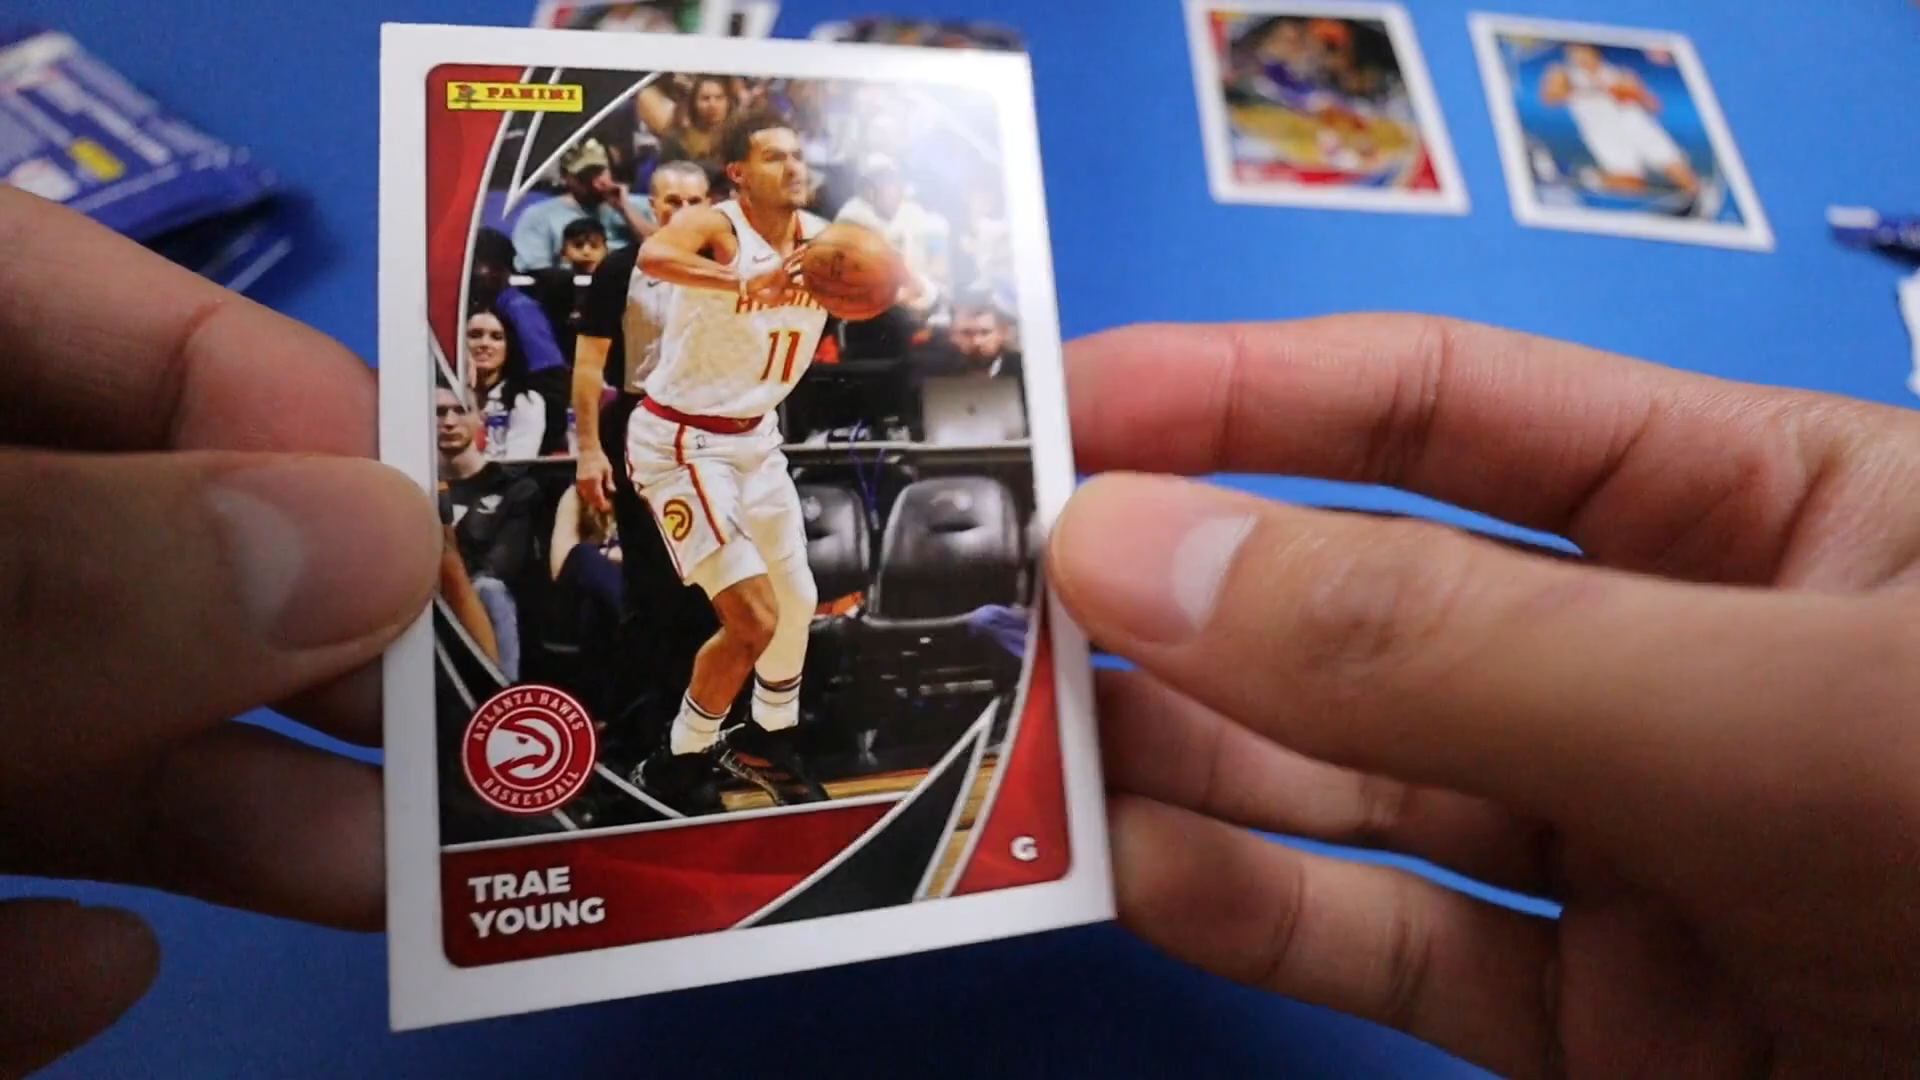 PANINI
11
ATLANTA HAWKS
BASKETBALL
TRAE
YOUNG
G